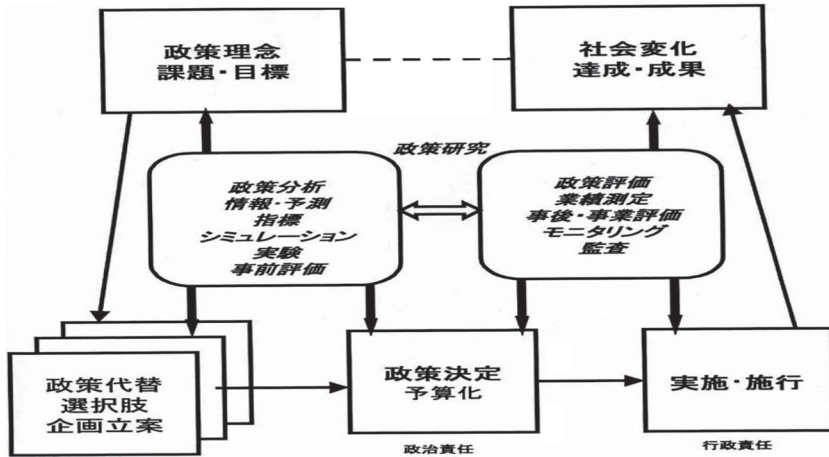 政策理念
課題・目標
社会変化
達成・成果
政策研究
政策分析
情報・予測
指標
シミュレーション
実験
事前評価
政策評価
業績測定
事後・事業評価
モニタリング
監査
政策代替
選択肢
企画立案
政策決定
予算化
実施・施行
政治責任
行政責任